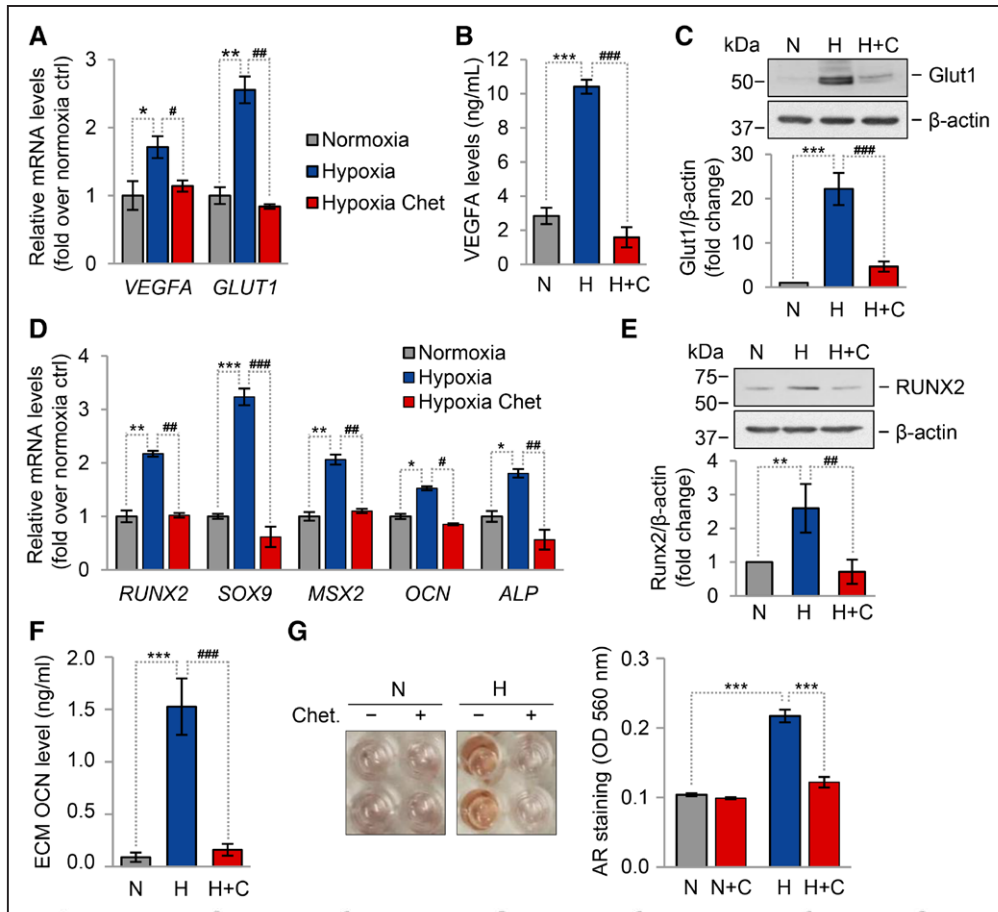 A
Relative mRNA levels
(fold over normoxia ctrl)
3
2
1
0
*
#
**
##
VEGFA
GLUT1
Normoxia
Hypoxia
Hypoxia Chet
B
VEGFA levels (ng/mL)
12
10
8
6
4
2
0
***
###
N
H
H+C
C
kDa
N
H
H+C
50
Glut1
37
β-actin
Glut1/β-actin
(fold change)
30
20
10
0
***
###
N
H
H+C
D
Relative mRNA levels
(fold over normoxia ctrl)
4
3
2
1
0
Normoxia
Hypoxia
Hypoxia Chet
**
##
***
###
**
##
*
#
*
##
RUNX2
SOX9
MSX2
OCN
ALP
E
kDa
N
H
H+C
75
50
RUNX2
37
β-actin
Runx2/β-actin
(fold change)
4
3
2
1
0
**
##
N
H
H+C
F
ECM OCN level (ng/ml)
2.0
1.5
1.0
0.5
0.0
***
###
N
H
H+C
G
N
H
Chet.
–
+
–
+
AR staining (OD 560 nm)
0.3
0.2
0.1
0.0
***
***
N
N+C
H
H+C